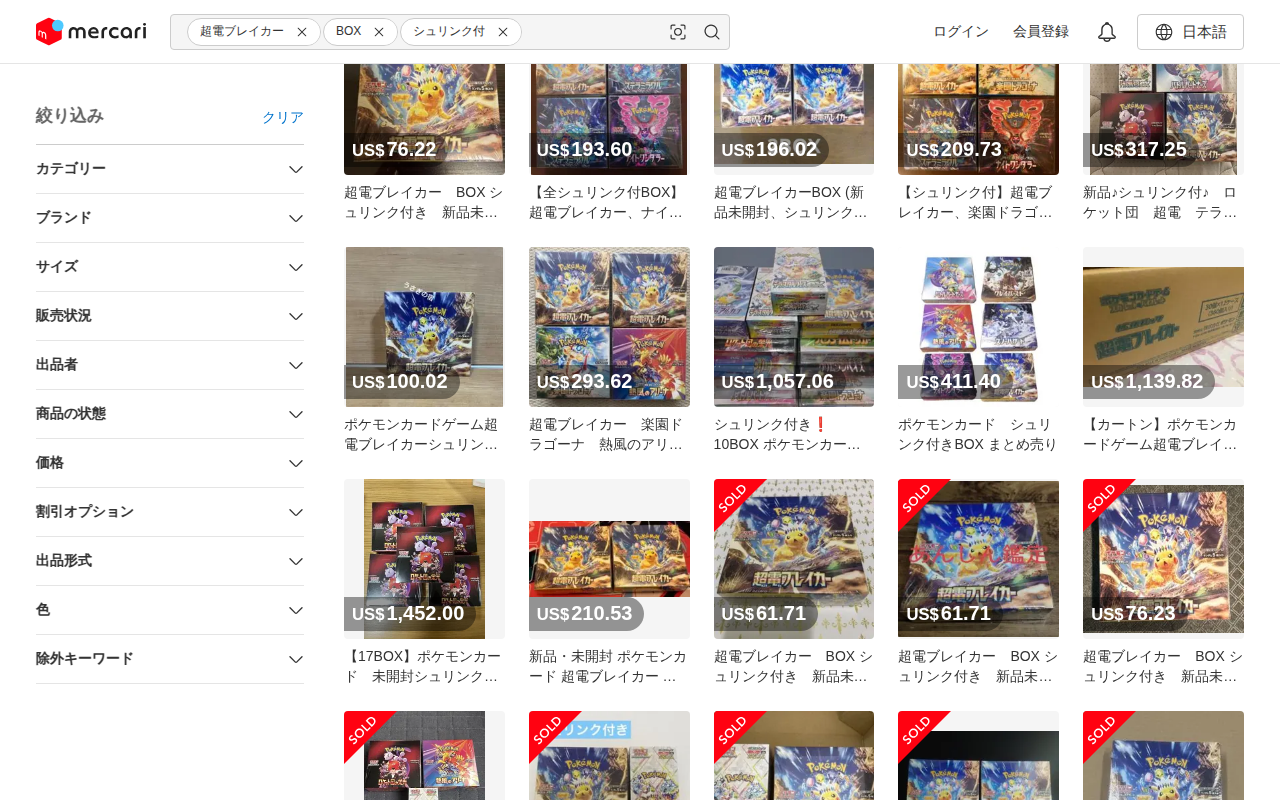 mercari
超電ブレイカー
BOX
シュリンク付
ログイン
会員登録
日本語
絞り込み
クリア
カテゴリー
ブランド
サイズ
販売状況
出品者
商品の状態
価格
割引オプション
出品形式
色
除外キーワード
US$76.22
US$193.60
US$196.02
US$209.73
US$317.25
超電ブレイカー　BOX シ
ュリンク付き　新品未…
【全シュリンク付BOX】
超電ブレイカー、ナイ…
超電ブレイカーBOX (新
品未開封、シュリンク…
【シュリンク付】超電ブ
レイカー、楽園ドラゴ…
新品♪シュリンク付♪　ロ
ケット団　超電　テラ…
US$100.02
US$293.62
US$1,057.06
US$411.40
US$1,139.82
ポケモンカードゲーム超
電ブレイカーシュリン…
超電ブレイカー　楽園ド
ラゴーナ　熱風のアリ…
シュリンク付き❗
10BOX ポケモンカー…
ポケモンカード　シュリ
ンク付きBOX まとめ売り
【カートン】ポケモンカ
ードゲーム超電ブレイ…
US$1,452.00
US$210.53
SOLD
US$61.71
SOLD
US$61.71
あんしん鑑定
SOLD
US$76.23
【17BOX】ポケモンカー
ド　未開封シュリンク…
新品・未開封 ポケモンカ
ード 超電ブレイカー …
超電ブレイカー　BOX シ
ュリンク付き　新品未…
超電ブレイカー　BOX シ
ュリンク付き　新品未…
超電ブレイカー　BOX シ
ュリンク付き　新品未…
SOLD
SOLD
SOLD
SOLD
SOLD